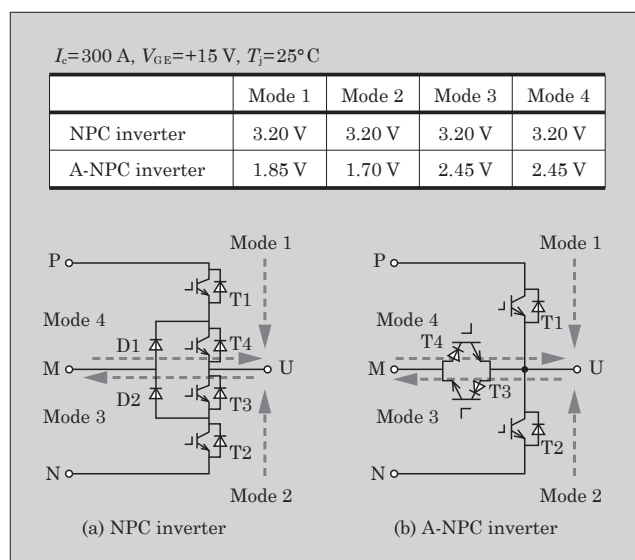 Ic=300 A, VGE=+15 V, Tj=25°C
Mode 1 Mode 2 Mode 3 Mode 4
NPC inverter 3.20 V 3.20 V 3.20 V 3.20 V
A-NPC inverter 1.85 V 1.70 V 2.45 V 2.45 V
Mode 1
P
T1
Mode 4
D1
T4
M
U
D2
T3
Mode 3
T2
N
Mode 2
(a) NPC inverter
Mode 1
P
T1
Mode 4
T4
M
U
T3
Mode 3
T2
N
Mode 2
(b) A-NPC inverter